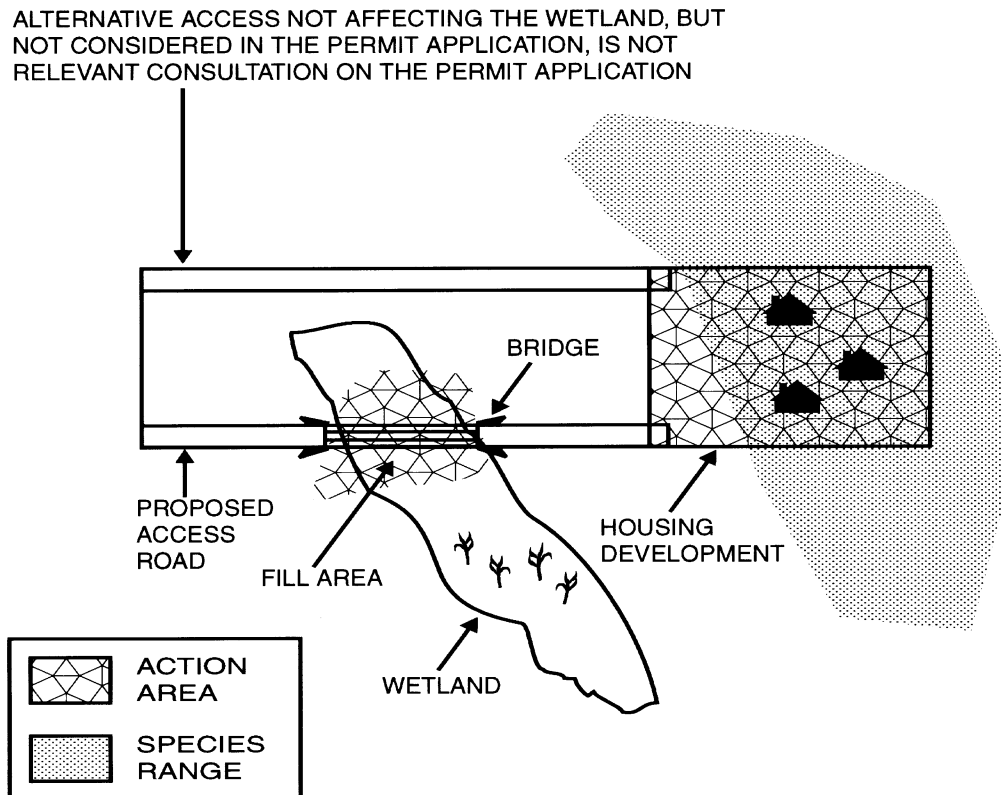 ALTERNATIVE ACCESS NOT AFFECTING THE WETLAND, BUT
NOT CONSIDERED IN THE PERMIT APPLICATION, IS NOT
RELEVANT CONSULTATION ON THE PERMIT APPLICATION
BRIDGE
PROPOSED
ACCESS
ROAD
FILL AREA
HOUSING
DEVELOPMENT
WETLAND
ACTION
AREA
SPECIES
RANGE